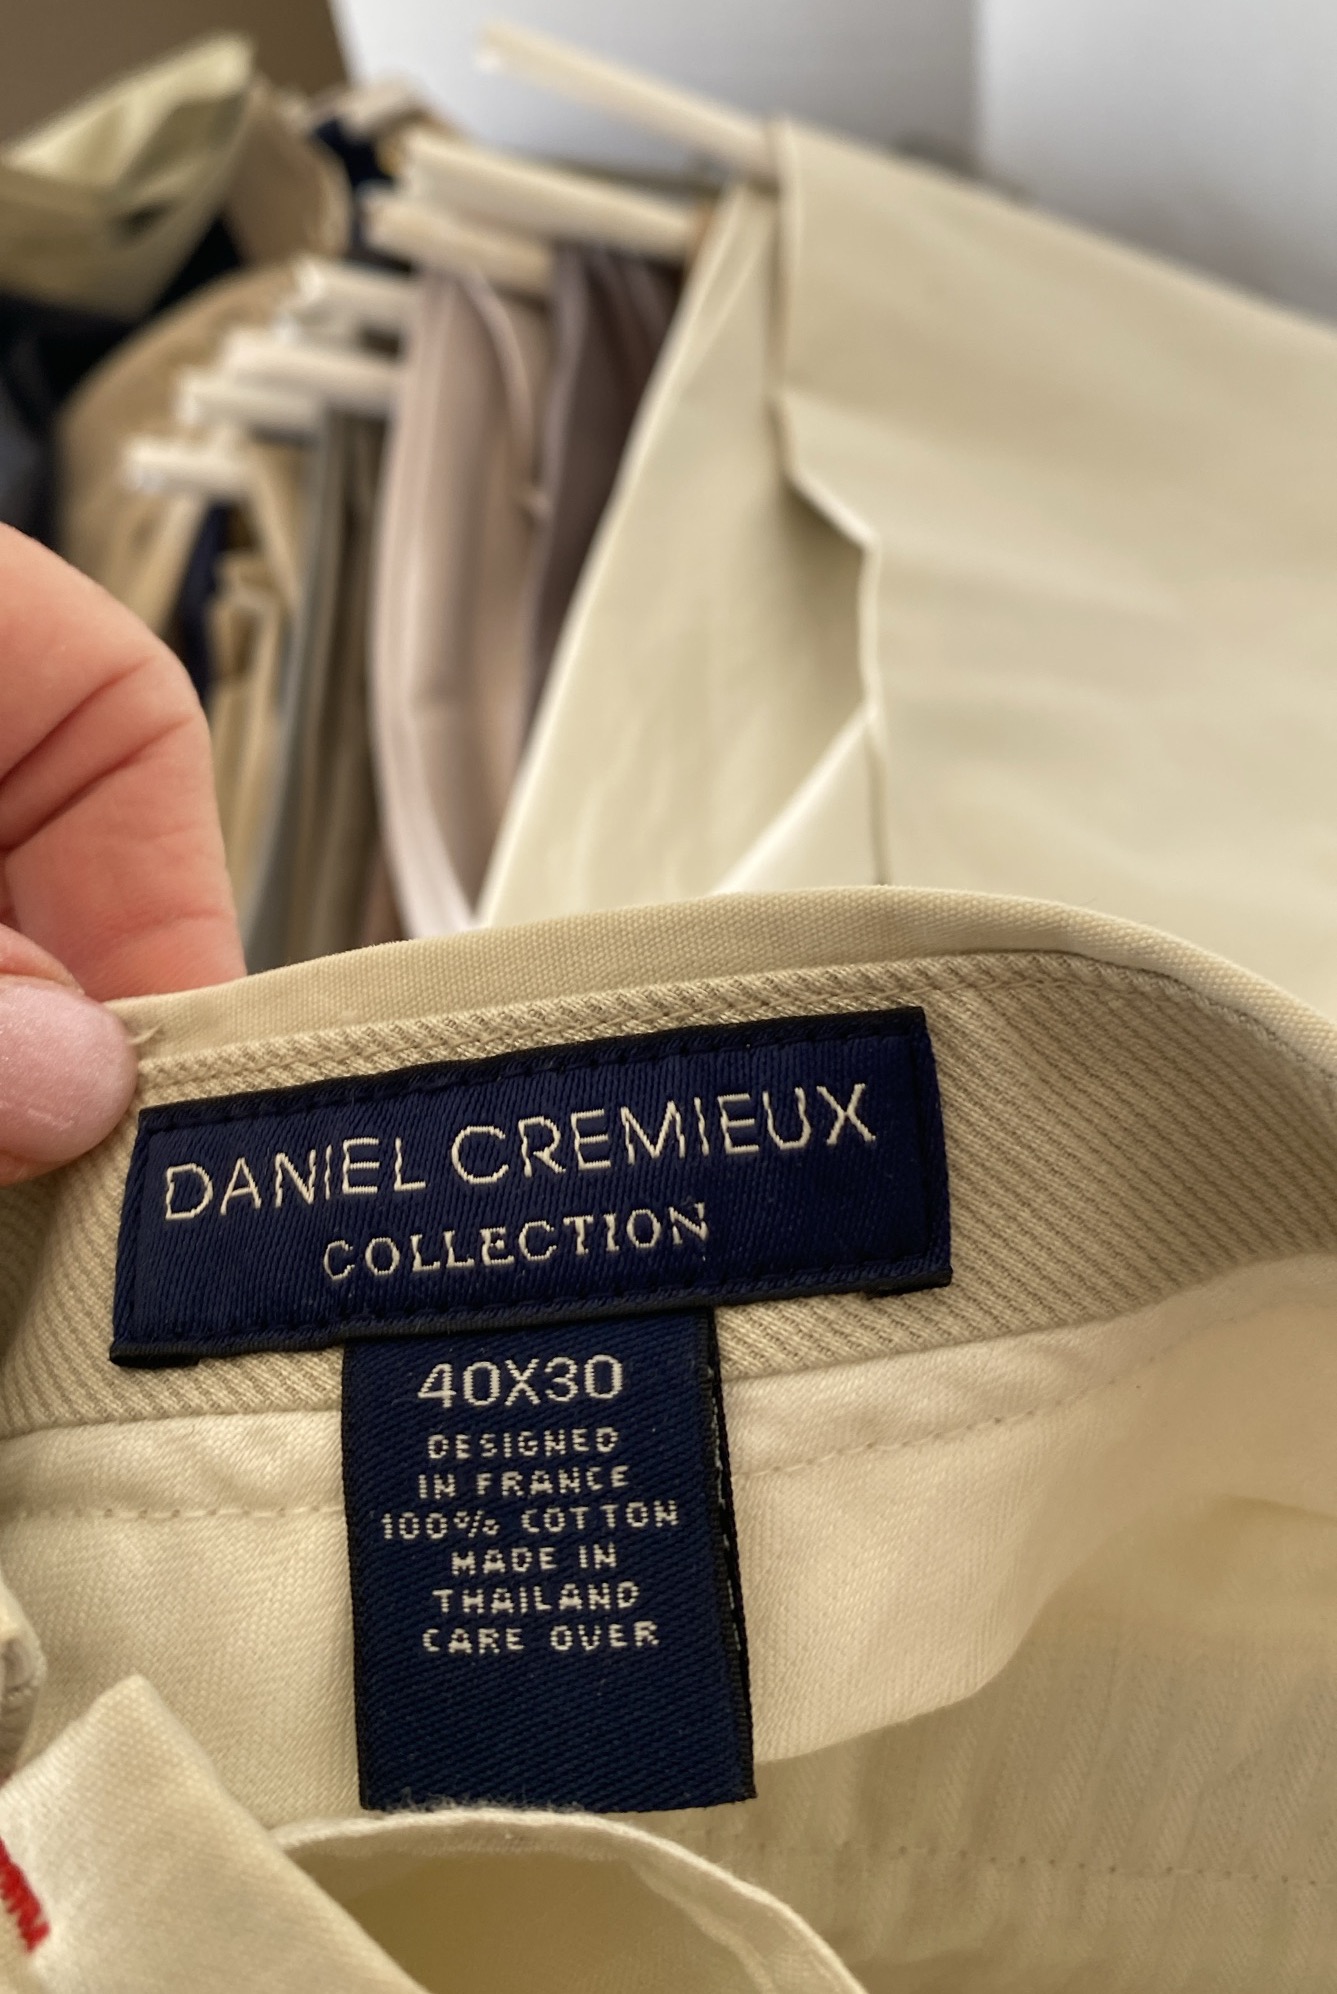 DANIEL CREMIEUX
COLLECTION
40X30
DESIGNED
IN FRANCE
100% COTTON
MADE IN
THAILAND
CARE OVER